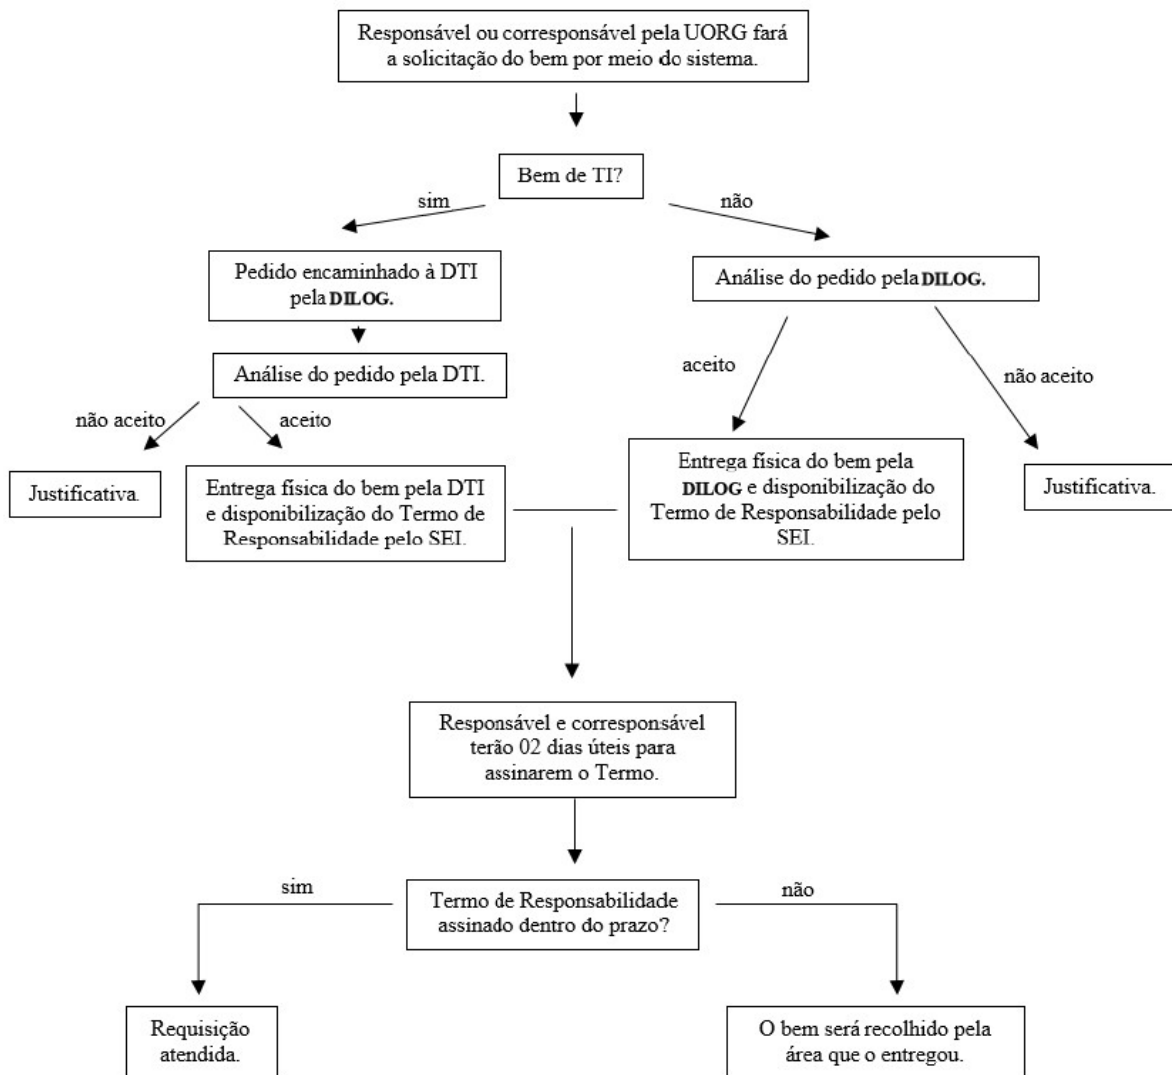 Responsável ou corresponsável pela UORG fará
a solicitação do bem por meio do sistema.
Bem de TI?
sim
não
Pedido encaminhado à DTI
pela DILOG.
Análise do pedido pela DILOG.
Análise do pedido pela DTI.
aceito
não aceito
não aceito
aceito
Justificativa.
Entrega física do bem pela DTI
e disponibilização do Termo de
Responsabilidade pelo SEI.
Entrega física do bem pela
DILOG e disponibilização do
Termo de Responsabilidade pelo
SEI.
Justificativa.
Responsável e corresponsável
terão 02 dias úteis para
assinarem o Termo.
sim
Termo de Responsabilidade
assinado dentro do prazo?
não
Requisição
atendida.
O bem será recolhido pela
área que o entregou.